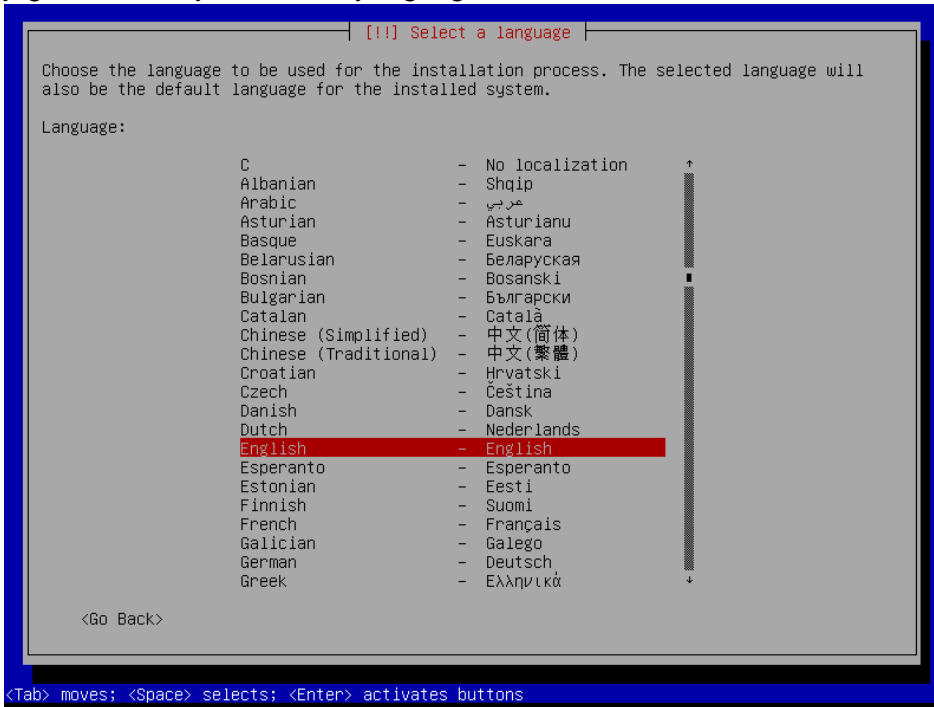 [!!] Select a language
Choose the language to be used for the installation process. The selected language will
also be the default language for the installed system.
Language:
C - No localization
Albanian - Shqip
Arabic - عربي
Asturian - Asturianu
Basque - Euskara
Belarusian - Беларуская
Bosnian - Bosanski
Bulgarian - Български
Catalan - Català
Chinese (Simplified) - 中文(简体)
Chinese (Traditional) - 中文(繁體)
Croatian - Hrvatski
Czech - Čeština
Danish - Dansk
Dutch - Nederlands
English - English
Esperanto - Esperanto
Estonian - Eesti
Finnish - Suomi
French - Français
Galician - Galego
German - Deutsch
Greek - Ελληνικά
<Go Back>
<Tab> moves; <Space> selects; <Enter> activates buttons